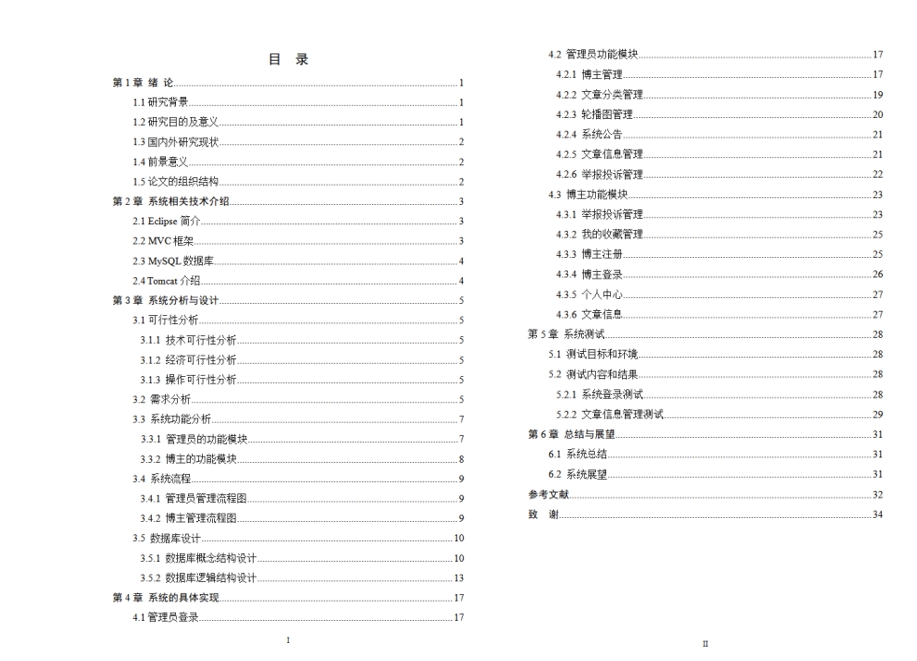 目 录
第1章 绪 论........1
1.1研究背景........1
1.2研究目的及意义........1
1.3国内外研究现状........2
1.4前景意义........2
1.5论文的组织结构........2
第2章 系统相关技术介绍........3
2.1 Eclipse 简介........3
2.2 MVC 框架........3
2.3 MySQL 数据库........4
2.4 Tomcat 介绍........4
第3章 系统分析与设计........5
3.1可行性分析........5
3.1.1 技术可行性分析........5
3.1.2 经济可行性分析........5
3.1.3 操作可行性分析........5
3.2 需求分析........5
3.3 系统功能分析........7
3.3.1 管理员的功能模块........7
3.3.2 博主的功能模块........8
3.4 系统流程........9
3.4.1 管理员管理流程图........9
3.4.2 博主管理流程图........9
3.5 数据库设计........10
3.5.1 数据库概念结构设计........10
3.5.2 数据库逻辑结构设计........13
第4章 系统的具体实现........17
4.1管理员登录........17
I
4.2 管理员功能模块........17
4.2.1 博主管理........17
4.2.2 文章分类管理........19
4.2.3 轮播图管理........20
4.2.4 系统公告........21
4.2.5 文章信息管理........21
4.2.6 举报投诉管理........22
4.3 博主功能模块........23
4.3.1 举报投诉管理........23
4.3.2 我的收藏管理........25
4.3.3 博主注册........25
4.3.4 博主登录........26
4.3.5 个人中心........27
4.3.6 文章信息........27
第5章 系统测试........28
5.1 测试目标和环境........28
5.2 测试内容和结果........28
5.2.1 系统登录测试........28
5.2.2 文章信息管理测试........29
第6章 总结与展望........31
6.1 系统总结........31
6.2 系统展望........31
参考文献........32
致 谢........34
II